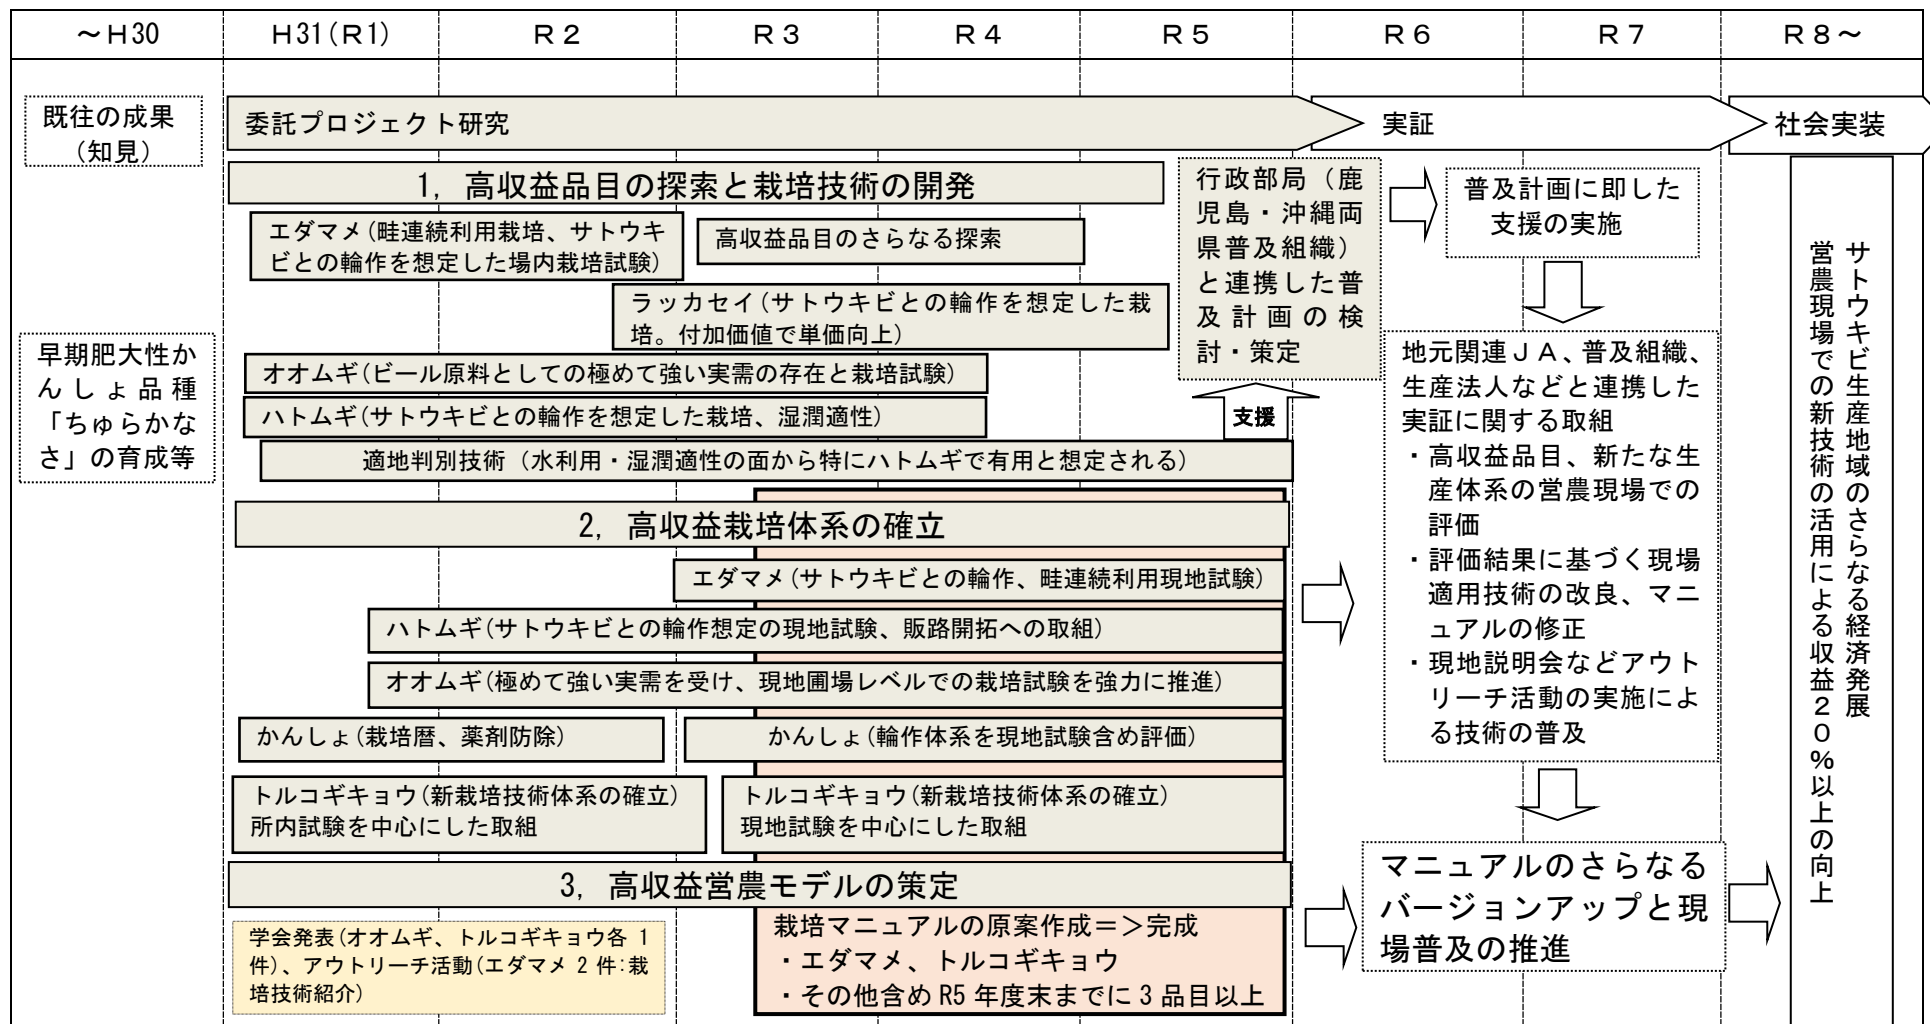 ～H30
H31(R1)
R2
R3
R4
R5
R6
R7
R8～
既往の成果
（知見）
委託プロジェクト研究
実証
社会実装
1, 高収益品目の探索と栽培技術の開発
エダマメ(畦連続利用栽培、サトウキ
ビとの輪作を想定した場内栽培試験)
高収益品目のさらなる探索
ラッカセイ(サトウキビとの輪作を想定した栽
培。付加価値で単価向上)
オオムギ(ビール原料としての極めて強い実需の存在と栽培試験)
ハトムギ(サトウキビとの輪作を想定した栽培、湿潤適性)
適地判別技術（水利用・湿潤適性の面から特にハトムギで有用と想定される)
行政部局（鹿
児島・沖縄両
県普及組織）
と連携した普
及計画の検
討・策定
支援
普及計画に即した
支援の実施
早期肥大性か
んしょ品種
「ちゅらかな
さ」の育成等
2, 高収益栽培体系の確立
エダマメ(サトウキビとの輪作、畦連続利用現地試験)
ハトムギ(サトウキビとの輪作想定の現地試験、販路開拓への取組)
オオムギ(極めて強い実需を受け、現地圃場レベルでの栽培試験を強力に推進)
かんしょ(栽培暦、薬剤防除)
かんしょ(輪作体系を現地試験含め評価)
トルコギキョウ(新栽培技術体系の確立)
所内試験を中心にした取組
トルコギキョウ(新栽培技術体系の確立)
現地試験を中心にした取組
地元関連ＪＡ、普及組織、
生産法人などと連携した
実証に関する取組
・高収益品目、新たな生
産体系の営農現場での
評価
・評価結果に基づく現場
適用技術の改良、マニ
ュアルの修正
・現地説明会などアウト
リーチ活動の実施によ
る技術の普及
3, 高収益営農モデルの策定
学会発表(オオムギ、トルコギキョウ各 1
件)、アウトリーチ活動(エダマメ 2 件:栽
培技術紹介)
栽培マニュアルの原案作成＝＞完成
・エダマメ、トルコギキョウ
・その他含め R5 年度末までに 3 品目以上
マニュアルのさらなる
バージョンアップと現
場普及の推進
サトウキビ生産地域のさらなる経済発展
営農現場での新技術の活用による収益２０％以上の向上